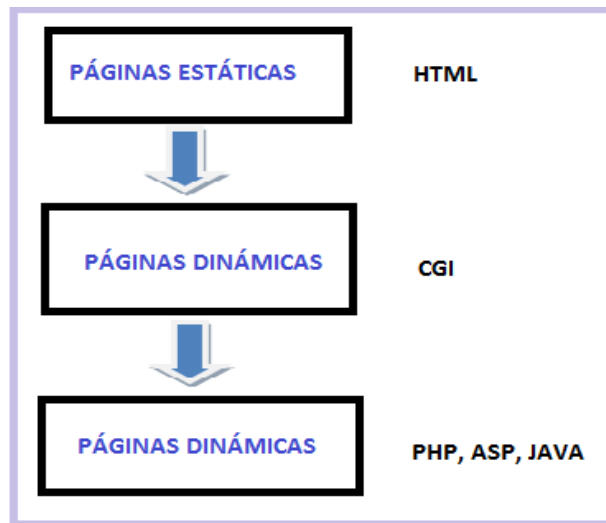 PÁGINAS ESTÁTICAS HTML
PÁGINAS DINÁMICAS CGI
PÁGINAS DINÁMICAS PHP, ASP, JAVA